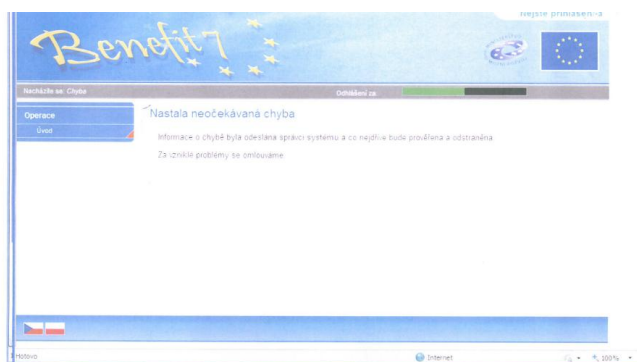 Nejste přihlášen-a
Benefit7
Nacházíte se: Chyba
Odhlášení za:
Operace
Úvod
Nastala neočekávaná chyba
Informace o chybě byla odeslána správci systému a co nejdříve bude prověřena a odstraněna.
Za vzniklé problémy se omlouváme
Hotovo
Internet
100%